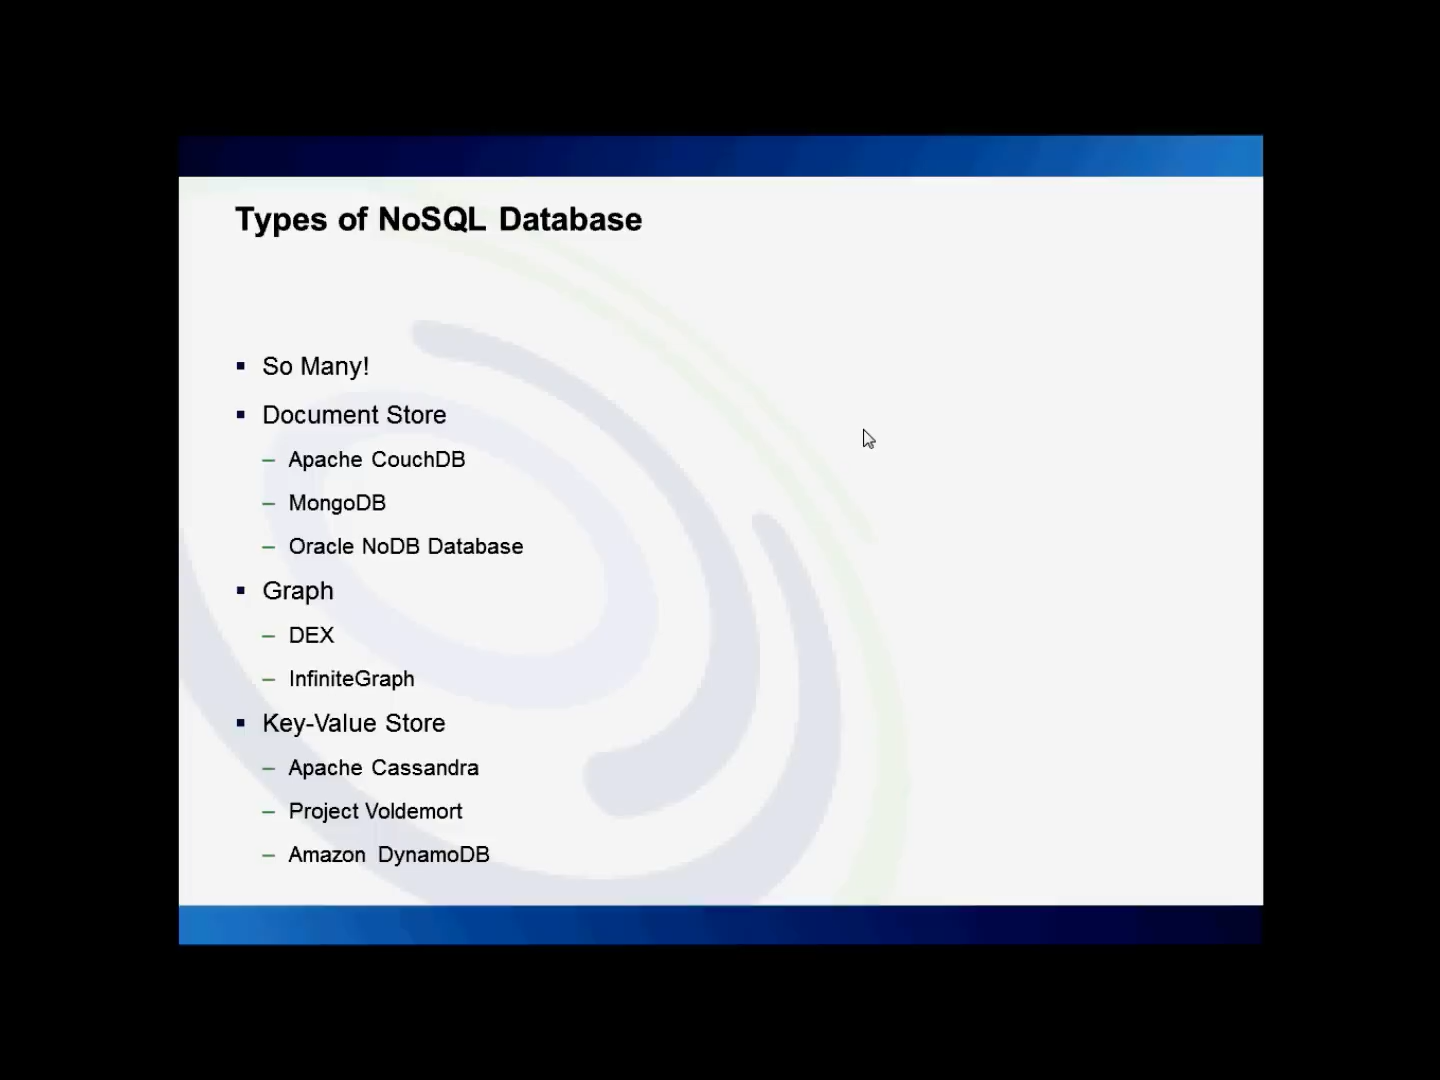 Types of NoSQL Database
▪ So Many!
▪ Document Store
– Apache CouchDB
– MongoDB
– Oracle NoDB Database
▪ Graph
– DEX
– InfiniteGraph
▪ Key-Value Store
– Apache Cassandra
– Project Voldemort
– Amazon DynamoDB